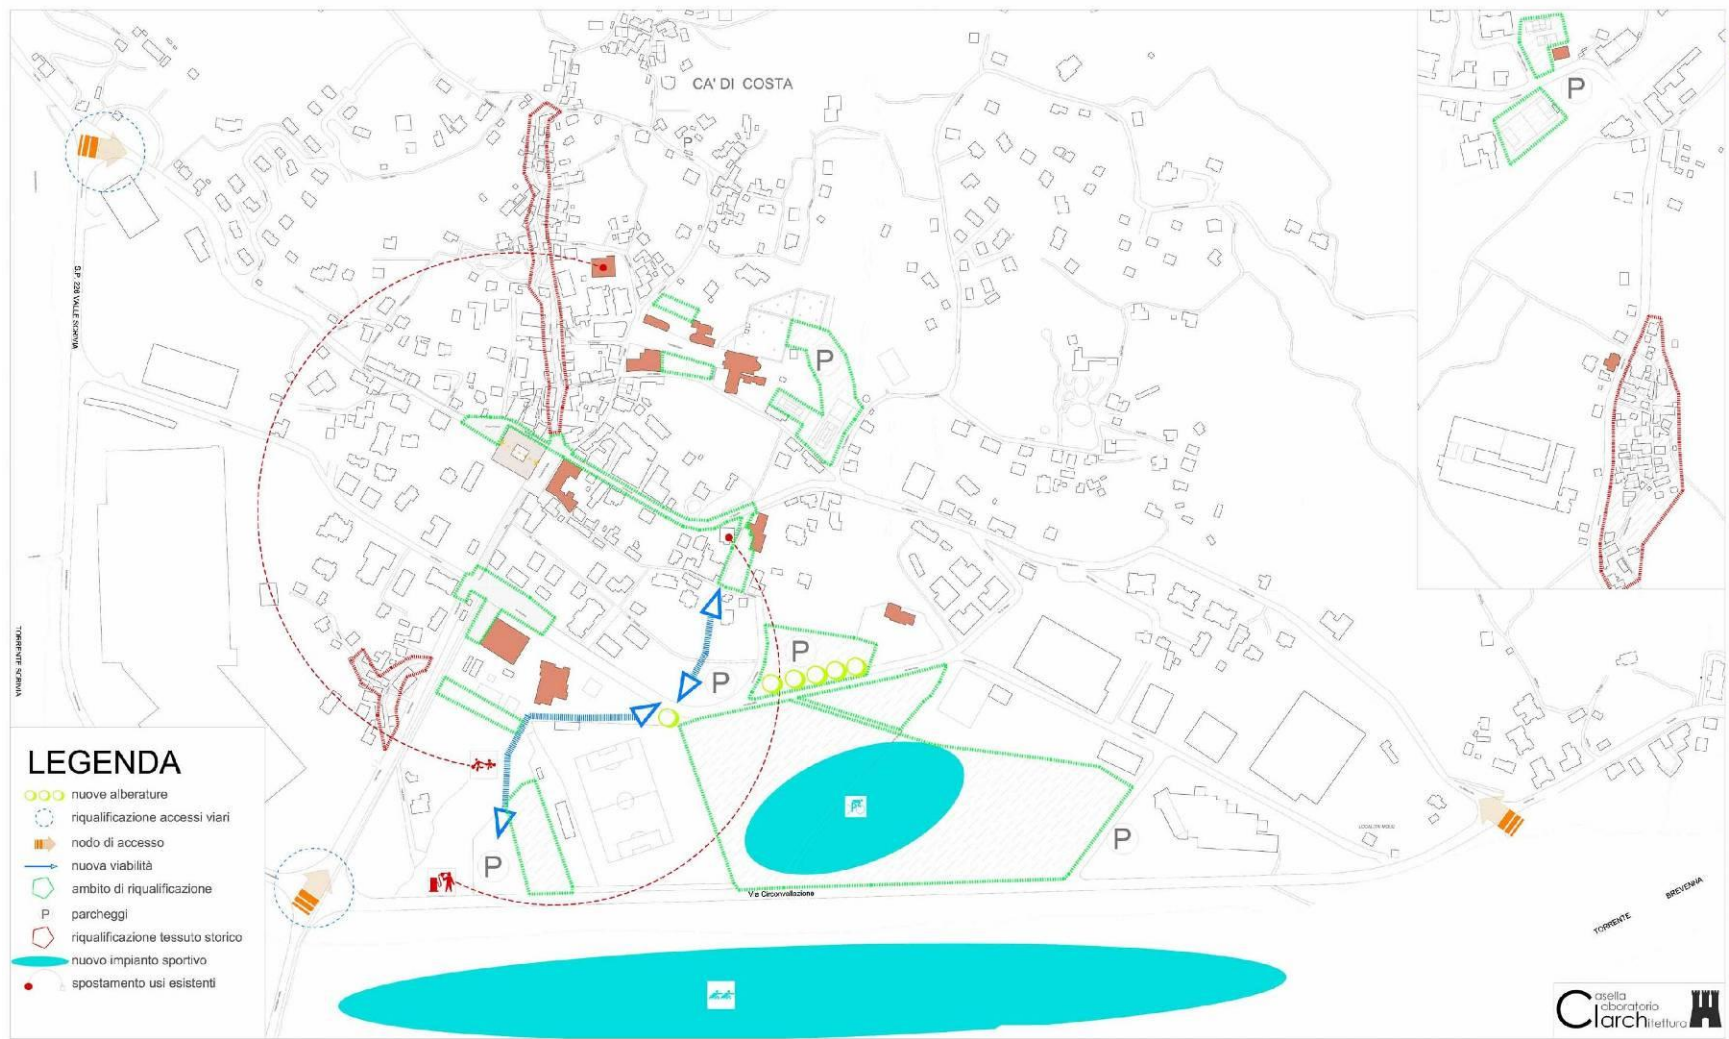 CA' DI COSTA
P
P
P
S.P. 226 VALLE SCRIVIA
TORRENTE SCRIVIA
P
P
P
P
Via Circonvallazione
TORRENTE
BREVENNA
LEGENDA
nuove alberature
riqualificazione accessi viari
nodo di accesso
nuova viabilità
ambito di riqualificazione
P parcheggi
riqualificazione tessuto storico
nuovo impianto sportivo
spostamento usi esistenti
Casella
laboratorio
architettura